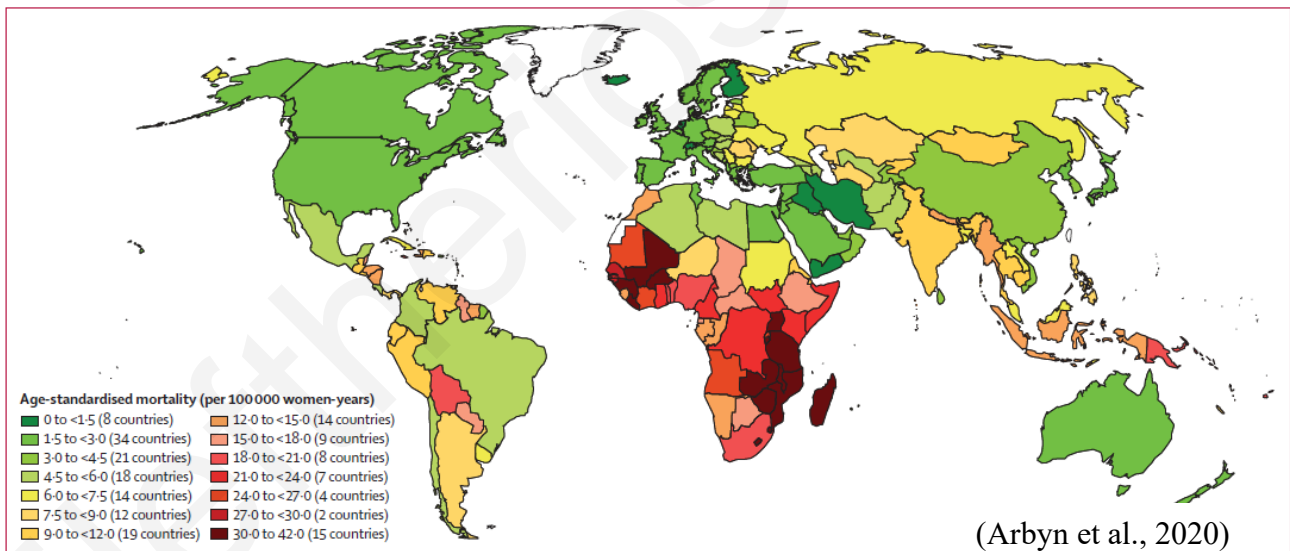 Age-standardised mortality (per 100 000 women-years)
0 to <1·5 (8 countries)
1·5 to <3·0 (34 countries)
3·0 to <4·5 (21 countries)
4·5 to <6·0 (18 countries)
6·0 to <7·5 (14 countries)
7·5 to <9·0 (12 countries)
9·0 to <12·0 (19 countries)
12·0 to <15·0 (14 countries)
15·0 to <18·0 (9 countries)
18·0 to <21·0 (8 countries)
21·0 to <24·0 (7 countries)
24·0 to <27·0 (4 countries)
27·0 to <30·0 (2 countries)
30·0 to 42·0 (15 countries)
(Arbyn et al., 2020)